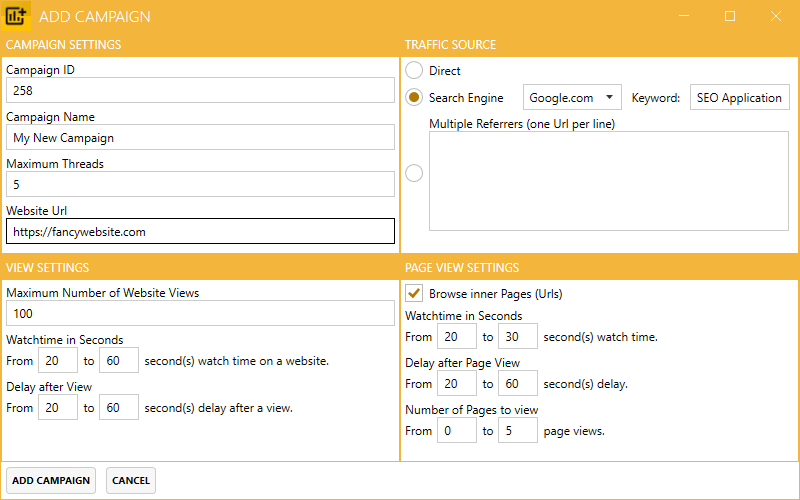 ADD CAMPAIGN
CAMPAIGN SETTINGS
Campaign ID
258
Campaign Name
My New Campaign
Maximum Threads
5
Website Url
https://fancywebsite.com
TRAFFIC SOURCE
Direct
Search Engine Google.com Keyword: SEO Application
Multiple Referrers (one Url per line)
VIEW SETTINGS
Maximum Number of Website Views
100
Watchtime in Seconds
From 20 to 60 second(s) watch time on a website.
Delay after View
From 20 to 60 second(s) delay after a view.
PAGE VIEW SETTINGS
Browse inner Pages (Urls)
Watchtime in Seconds
From 20 to 30 second(s) watch time.
Delay after Page View
From 20 to 60 second(s) delay.
Number of Pages to view
From 0 to 5 page views.
ADD CAMPAIGN CANCEL